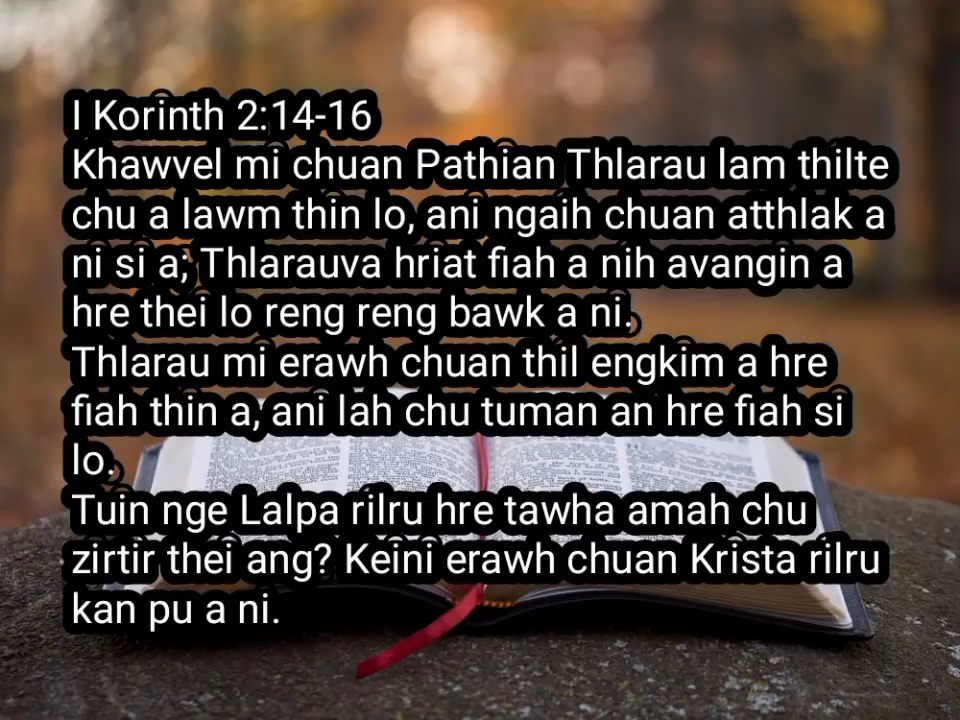 I Korinth 2:14-16
Khawvel mi chuan Pathian Thlarau lam thilte
chu a lawm thin lo, ani ngaih chuan atthlak a
ni si a; Thlarauva hriat fiah a nih avangin a
hre thei lo reng reng bawk a ni.
Thlarau mi erawh chuan thil engkim a hre
fiah thin a, ani lah chu tuman an hre fiah si
lo.
Tuin nge Lalpa rilru hre tawha amah chu
zirtir thei ang? Keini erawh chuan Krista rilru
kan pu a ni.